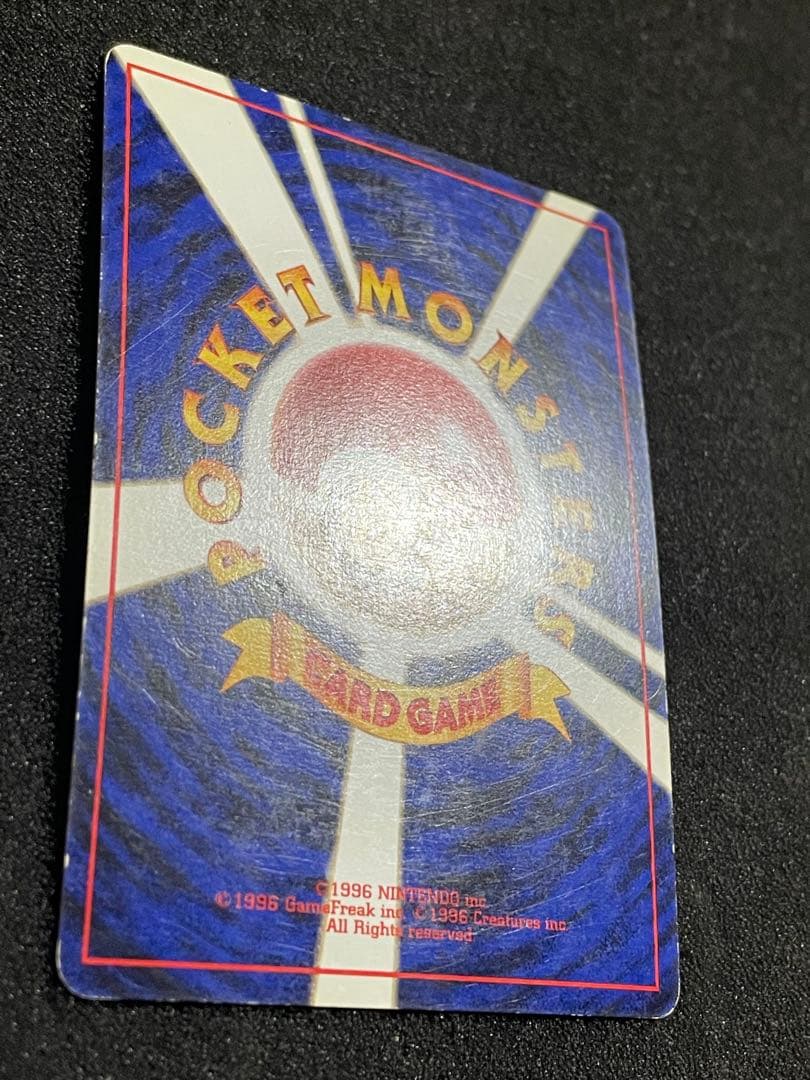 POCKET MONSTERS
CARD GAME
©1996 NINTENDO inc.
©1996 GameFreak inc. ©1996 Creatures inc.
All Rights reserved